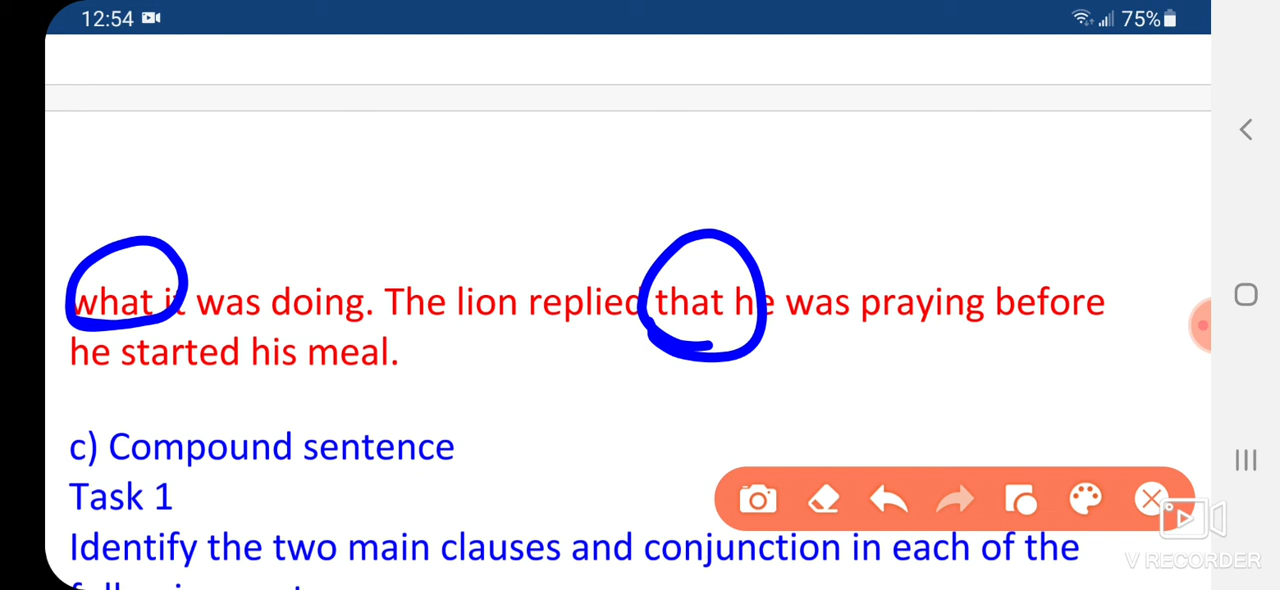 12:54 75%
what it was doing. The lion replied that he was praying before
he started his meal.
c) Compound sentence
Task 1
Identify the two main clauses and conjunction in each of the
V RECORDER